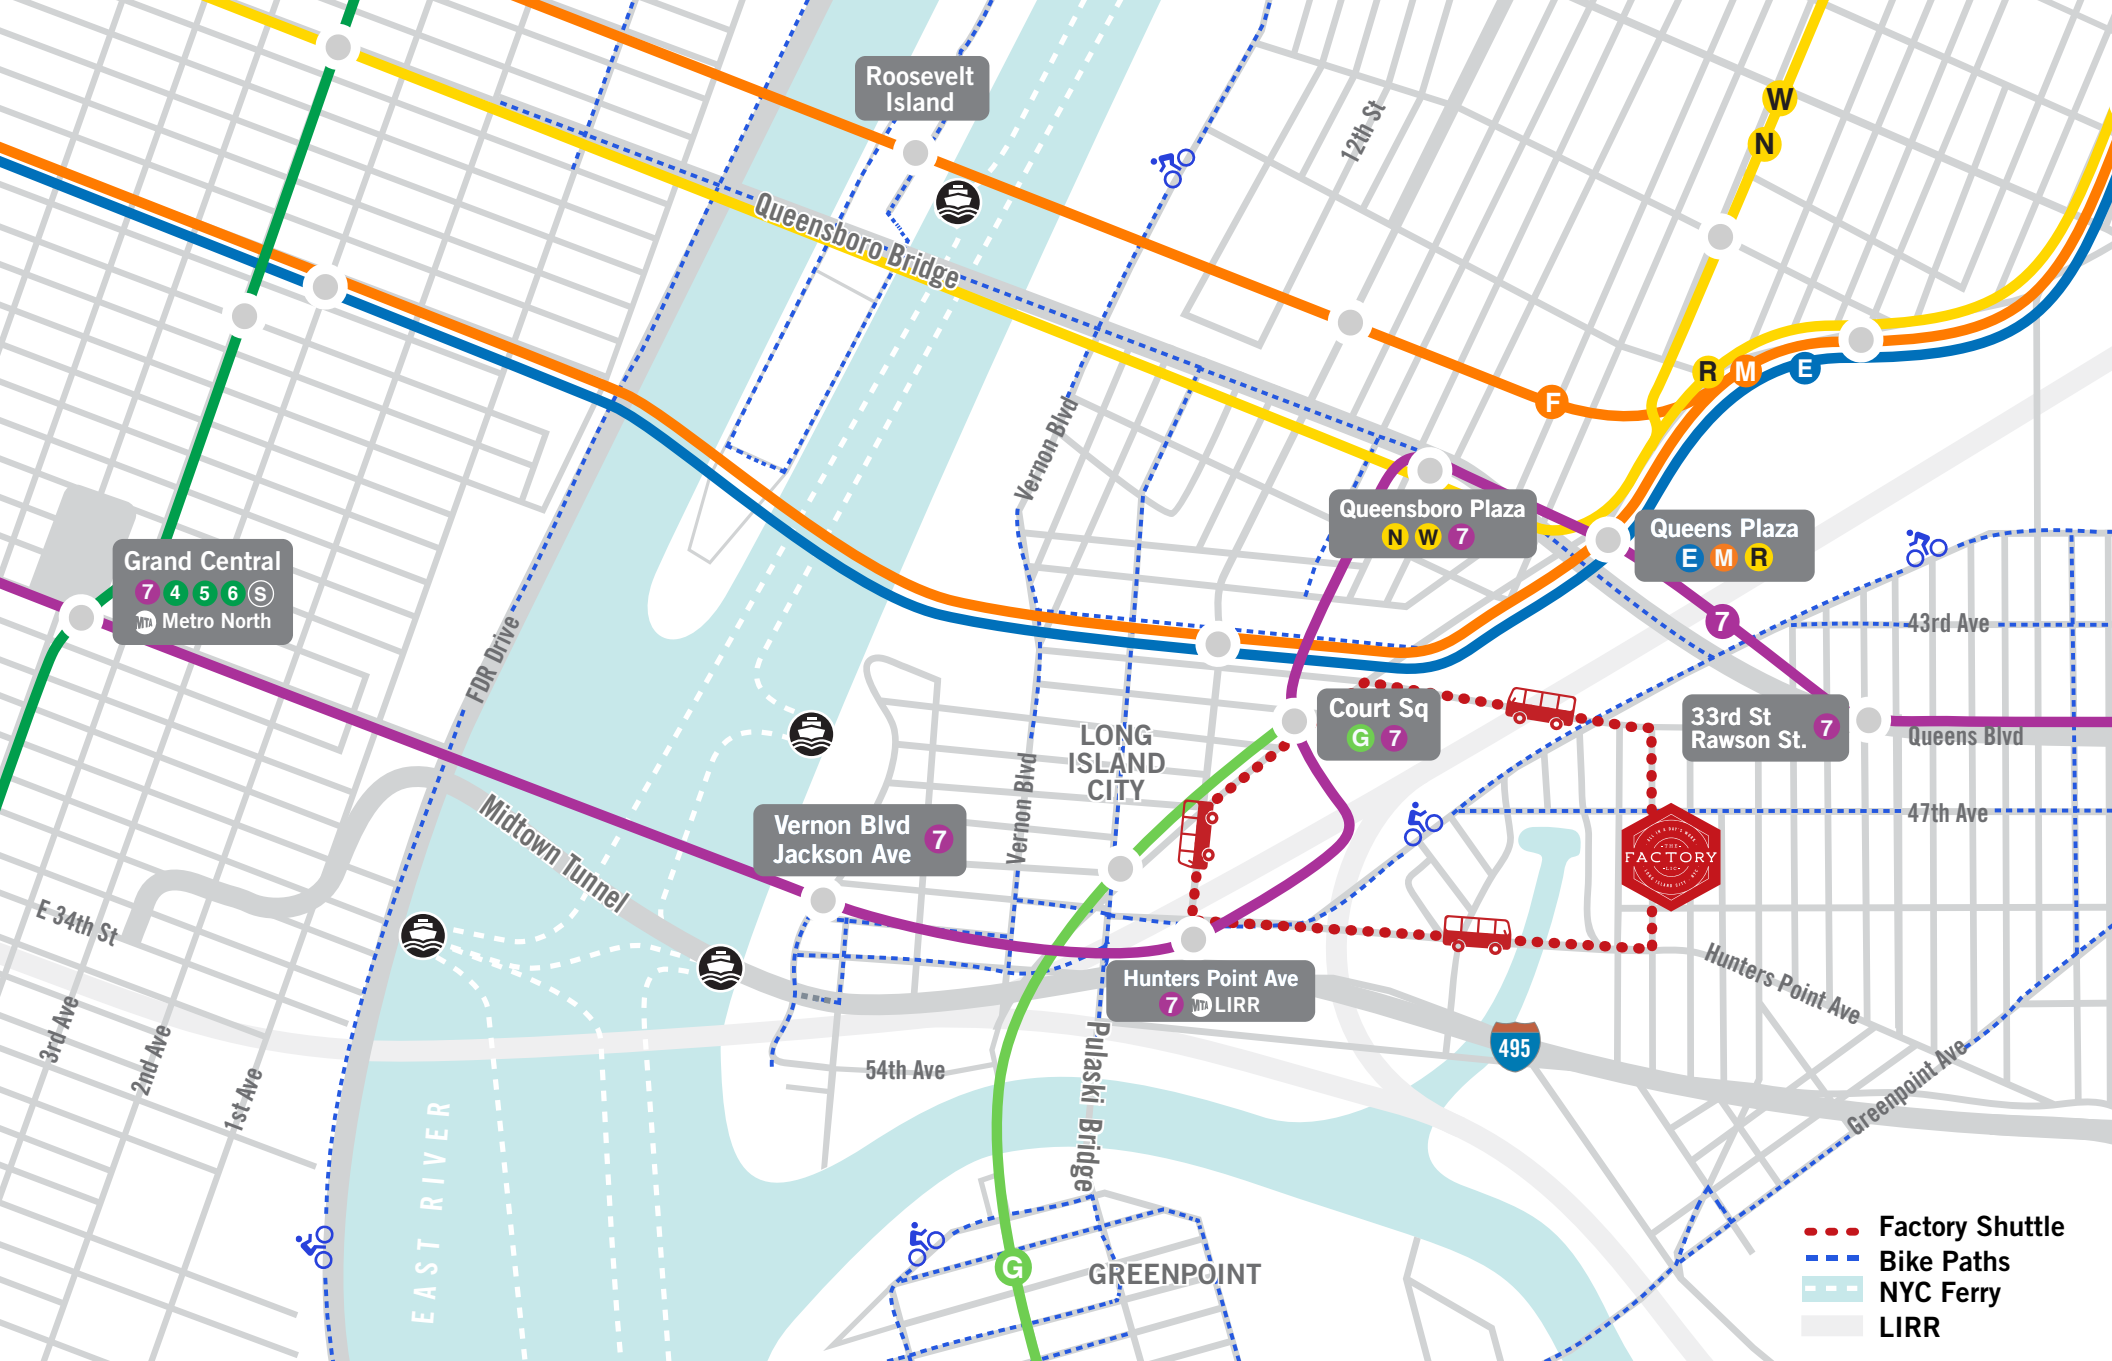 Roosevelt
Island
W
N
12th St
Queensboro Bridge
R
M
E
F
Vernon Blvd
Queensboro Plaza
N W 7
Queens Plaza
E M R
Grand Central
7 4 5 6 S
MTA Metro North
7
43rd Ave
FDR Drive
Court Sq
G 7
33rd St
Rawson St.
7
Queens Blvd
LONG
ISLAND
CITY
Vernon Blvd
47th Ave
Midtown Tunnel
Vernon Blvd
Jackson Ave
7
THE
FACTORY
LIC
E 34th St
Hunters Point Ave
Hunters Point Ave
7 MTA LIRR
3rd Ave
2nd Ave
1st Ave
54th Ave
Pulaski Bridge
495
Greenpoint Ave
EAST RIVER
G
GREENPOINT
Factory Shuttle
Bike Paths
NYC Ferry
LIRR